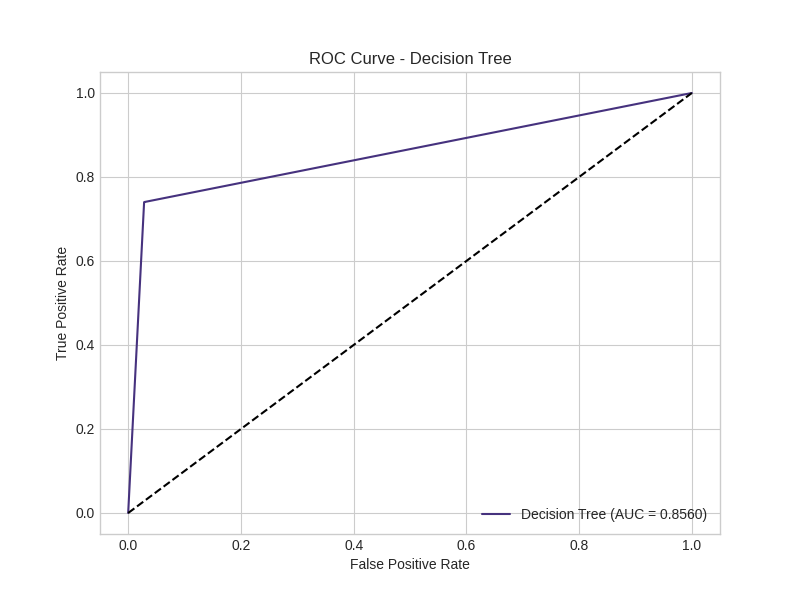 ROC Curve - Decision Tree
True Positive Rate
1.0
0.8
0.6
0.4
0.2
0.0
Decision Tree (AUC = 0.8560)
0.0 0.2 0.4 0.6 0.8 1.0
False Positive Rate